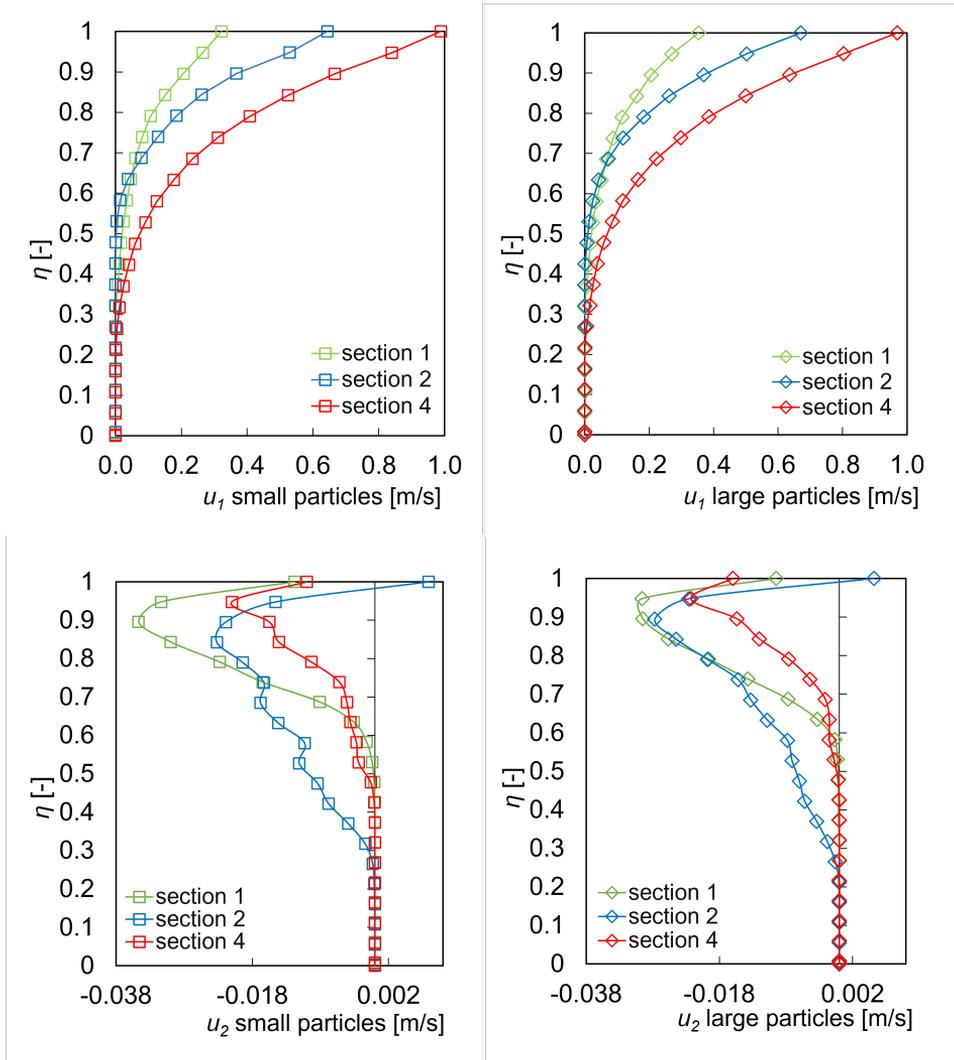 1
0.9
0.8
0.7
0.6
0.5
0.4
0.3
0.2
0.1
0
η [-]
section 1
section 2
section 4
0.0 0.2 0.4 0.6 0.8 1.0
u1 small particles [m/s]
1
0.9
0.8
0.7
0.6
0.5
0.4
0.3
0.2
0.1
0
η [-]
section 1
section 2
section 4
0.0 0.2 0.4 0.6 0.8 1.0
u1 large particles [m/s]
1
0.9
0.8
0.7
0.6
0.5
0.4
0.3
0.2
0.1
0
η [-]
section 1
section 2
section 4
-0.038 -0.018 0.002
u2 small particles [m/s]
1
0.9
0.8
0.7
0.6
0.5
0.4
0.3
0.2
0.1
0
η [-]
section 1
section 2
section 4
-0.038 -0.018 0.002
u2 large particles [m/s]